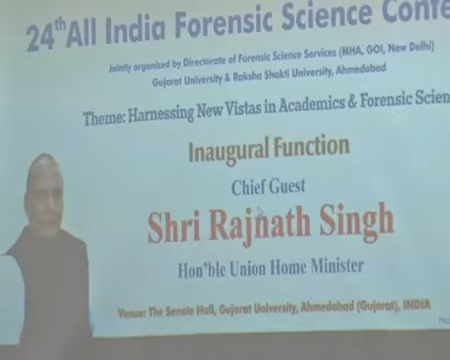 24th All India Forensic Science Confe
Jointly organized by Directorate of Forensic Science Services (MHA, GOI, New Delhi)
Gujarat University & Raksha Shakti University, Ahmedabad
Theme: Harnessing New Vistas in Academics & Forensic Scien
Inaugural Function
Chief Guest
Shri Rajnath Singh
Hon'ble Union Home Minister
Venue: The Senate Hall, Gujarat University, Ahmedabad (Gujarat), INDIA